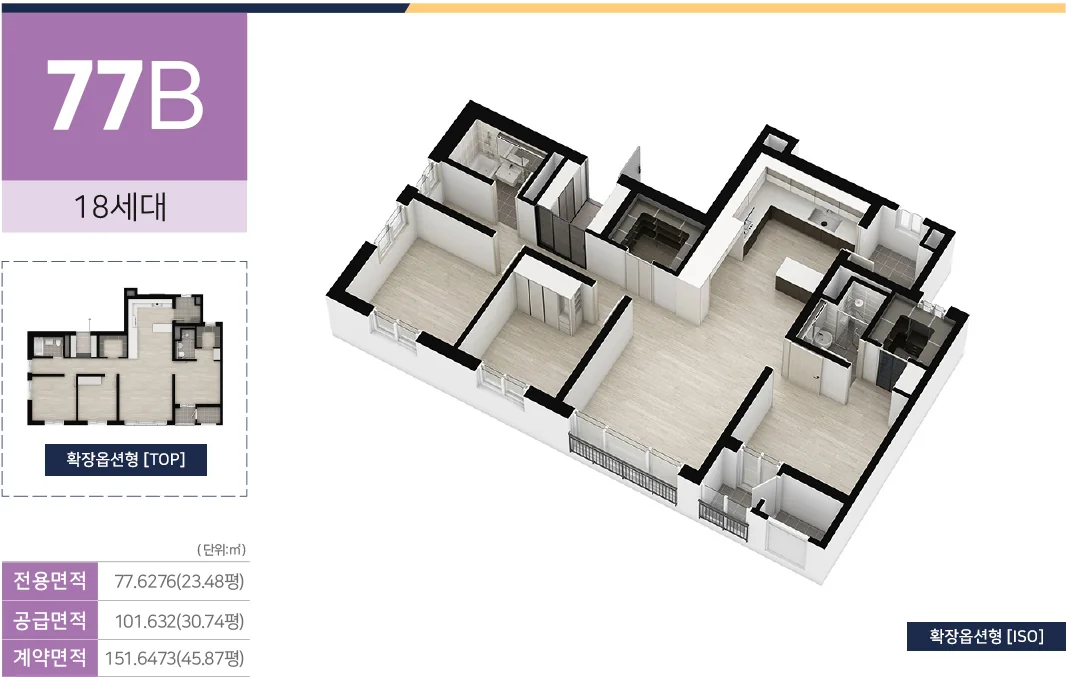 77B
18세대
확장옵션형 [TOP]
(단위:㎡)
전용면적 77.6276(23.48평)
공급면적 101.632(30.74평)
계약면적 151.6473(45.87평)
확장옵션형 [ISO]